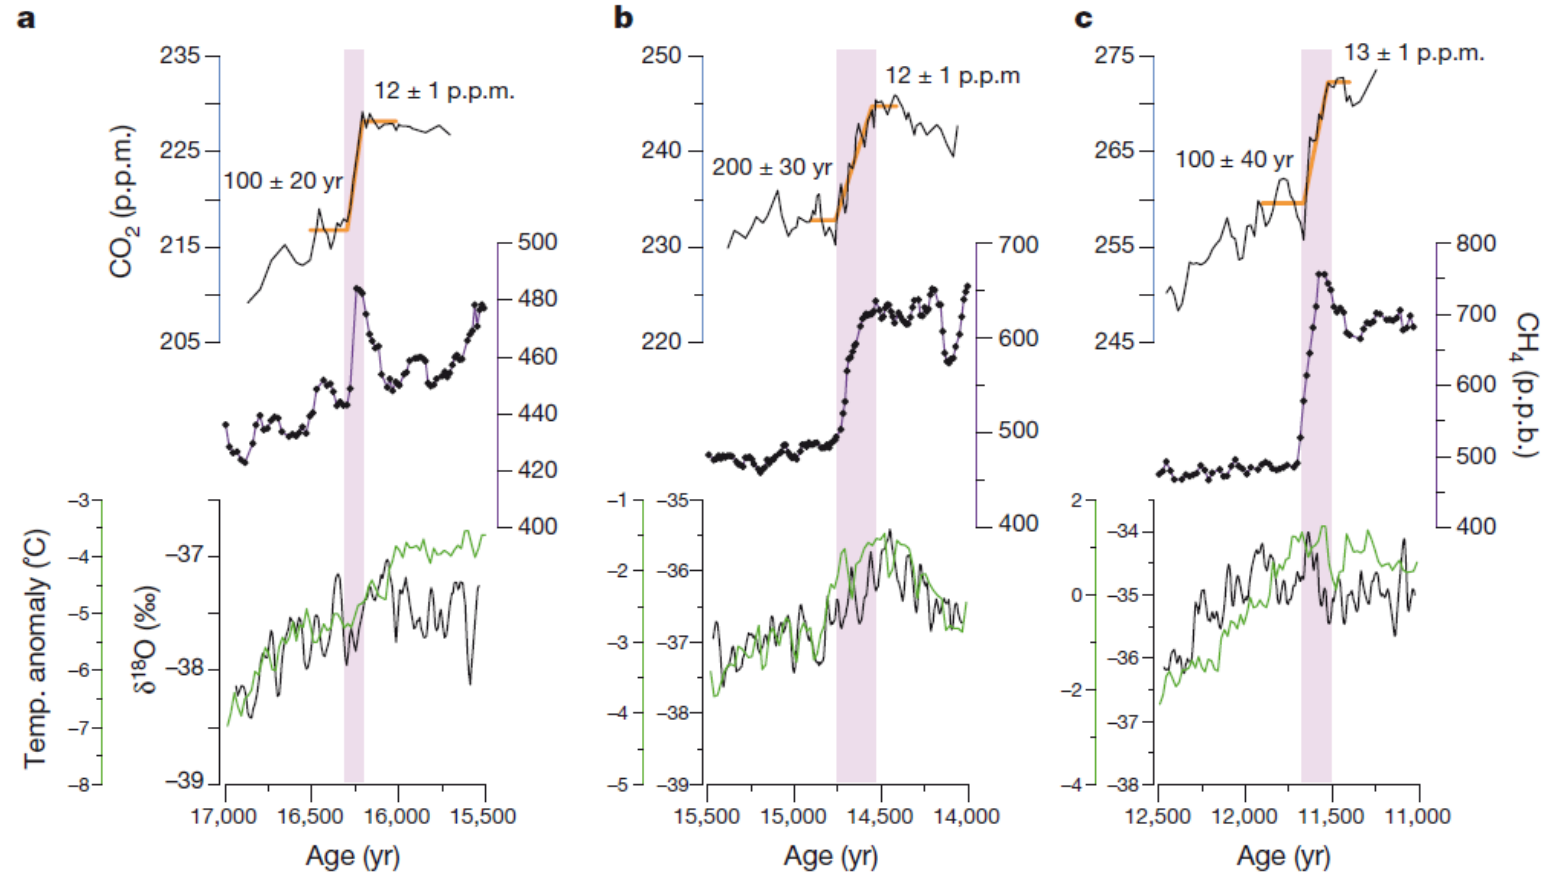 a
b
c
CO2 (p.p.m.)
235
225
215
205
12 ± 1 p.p.m.
100 ± 20 yr
500
480
460
440
420
400
Temp. anomaly (°C)
–3
–4
–5
–6
–7
–8
δ18O (‰)
–37
–38
–39
17,000 16,500 16,000 15,500
Age (yr)
250
240
230
220
12 ± 1 p.p.m
200 ± 30 yr
700
600
500
400
–1
–2
–3
–4
–5
–35
–36
–37
–38
–39
15,500 15,000 14,500 14,000
Age (yr)
275
265
255
245
13 ± 1 p.p.m.
100 ± 40 yr
800
700
600
500
400
CH4 (p.p.b.)
2
0
–2
–4
–34
–35
–36
–37
–38
12,500 12,000 11,500 11,000
Age (yr)